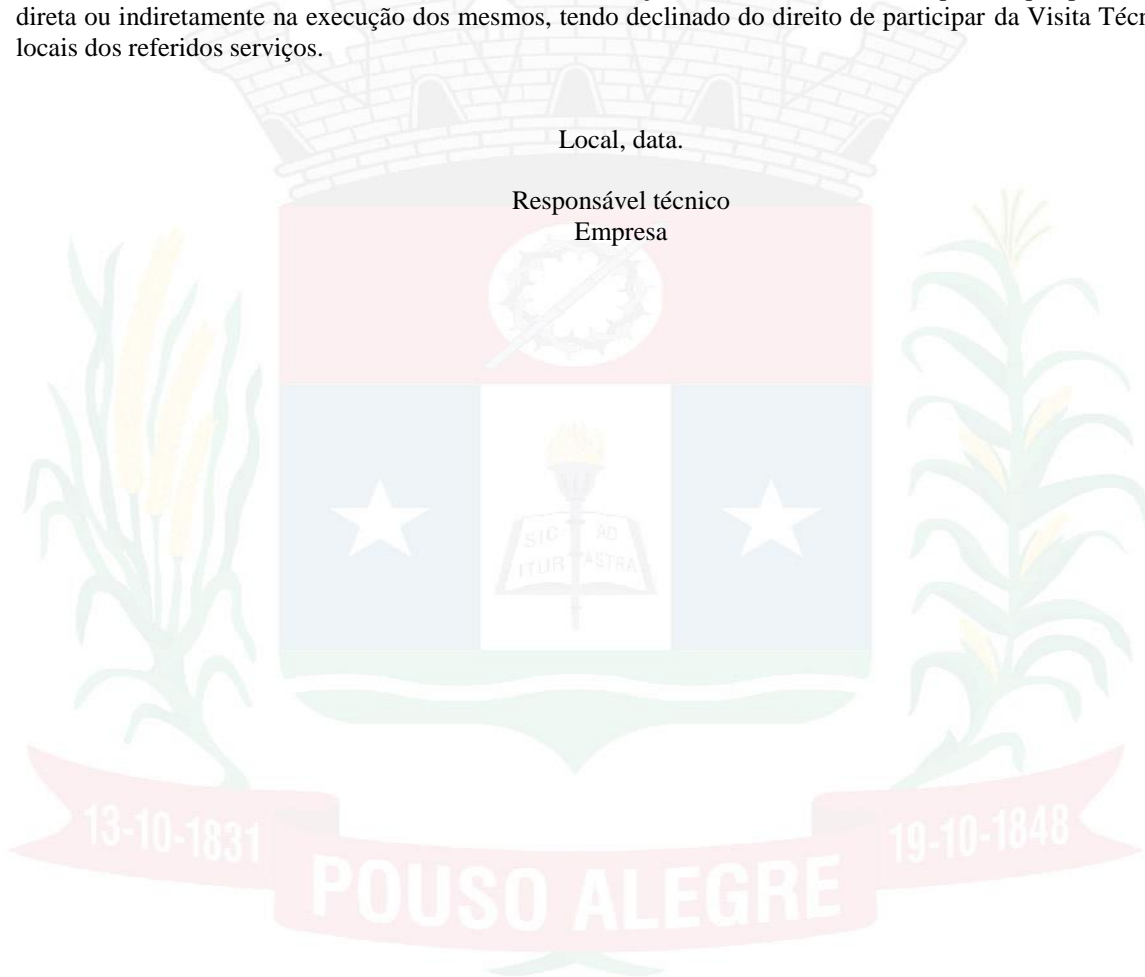 direta ou indiretamente na execução dos mesmos, tendo declinado do direito de participar da Visita
locais dos referidos serviços.
Local, data.
Responsável técnico
Empresa
SIC AD
ITUR ASTRA
13-10-1831
19-10-1848
POUSO ALEGRE